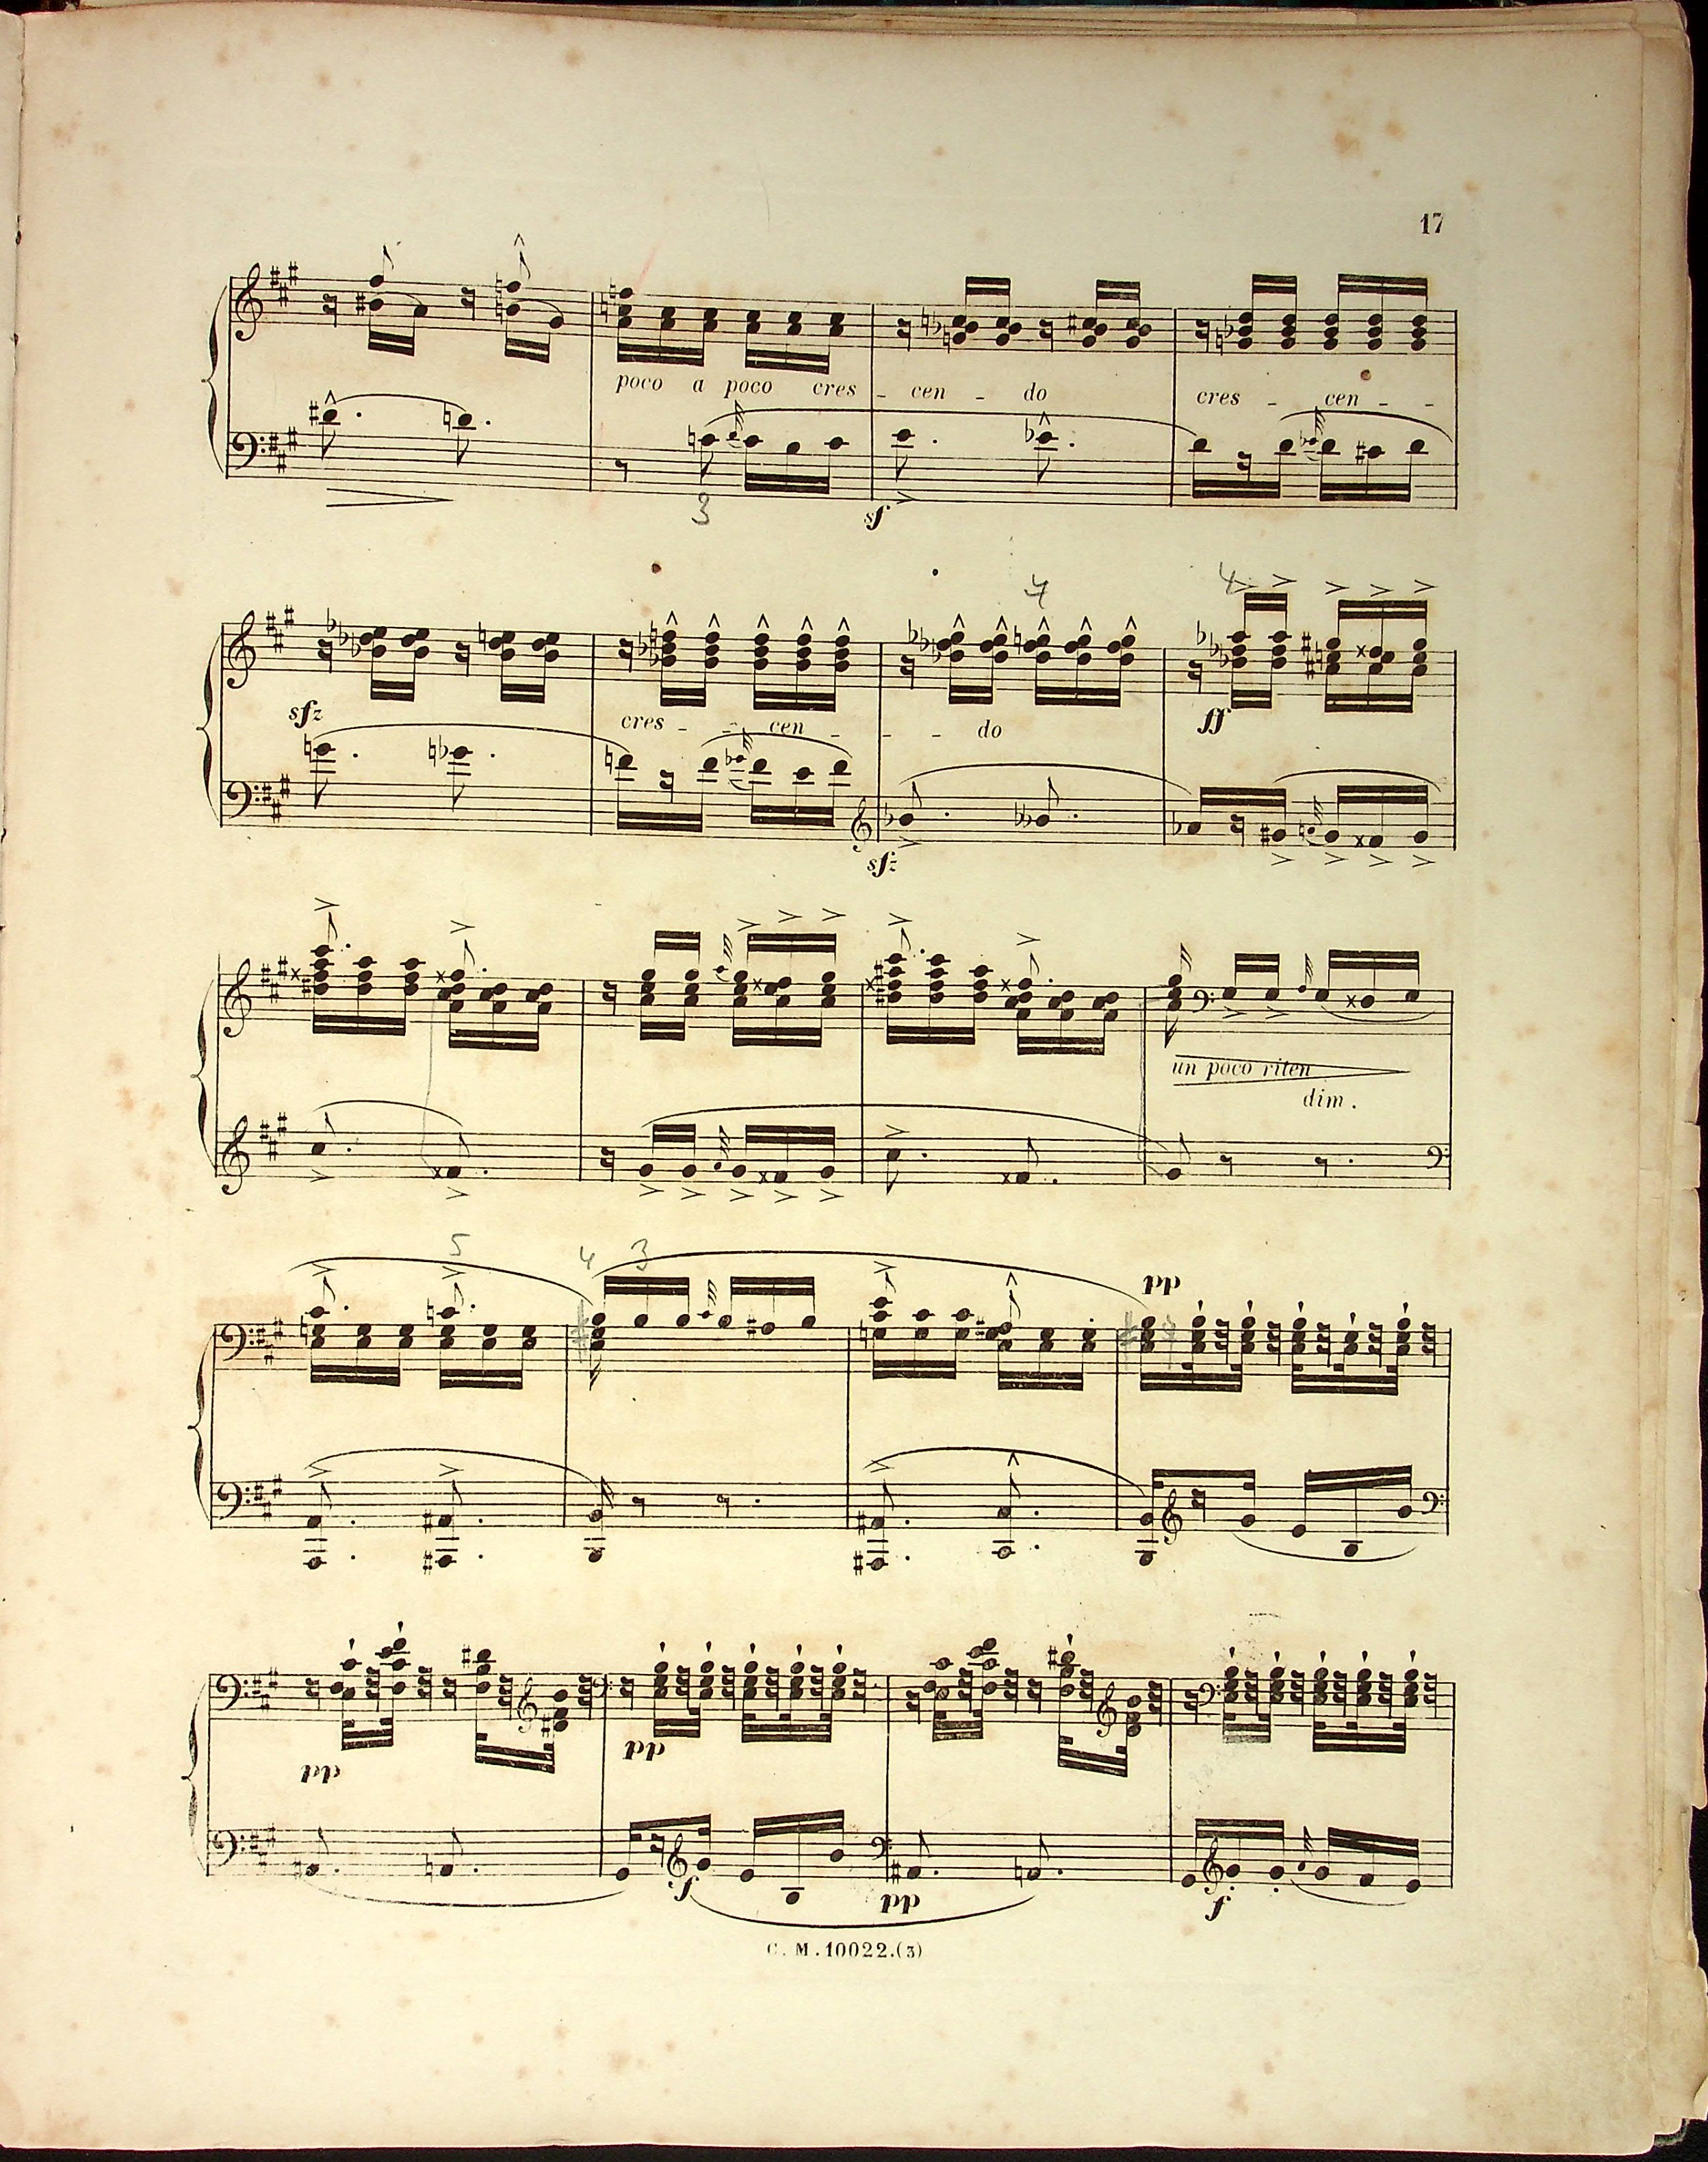 17
poco a poco cres - cen - do cres - cen - -
3
sf
4 4
sfz cres - - cen - - - do ff
sfz
un poco riten
dim.
5 4 3
pp
pp pp
f pp f
C. M. 10022.(3)